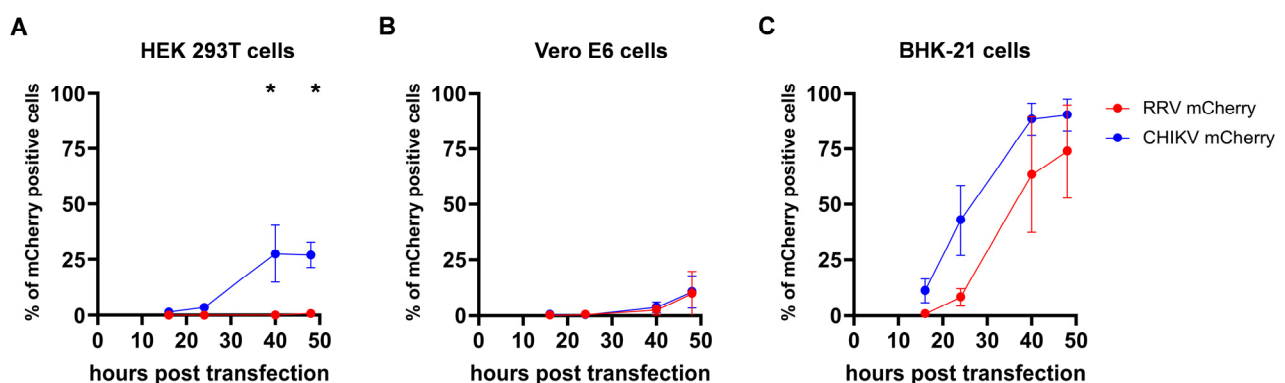 A
HEK 293T cells
* *
% of mCherry positive cells
100
75
50
25
0
0 10 20 30 40 50
hours post transfection
B
Vero E6 cells
% of mCherry positive cells
100
75
50
25
0
0 10 20 30 40 50
hours post transfection
C
BHK-21 cells
% of mCherry positive cells
100
75
50
25
0
0 10 20 30 40 50
hours post transfection
RRV mCherry
CHIKV mCherry